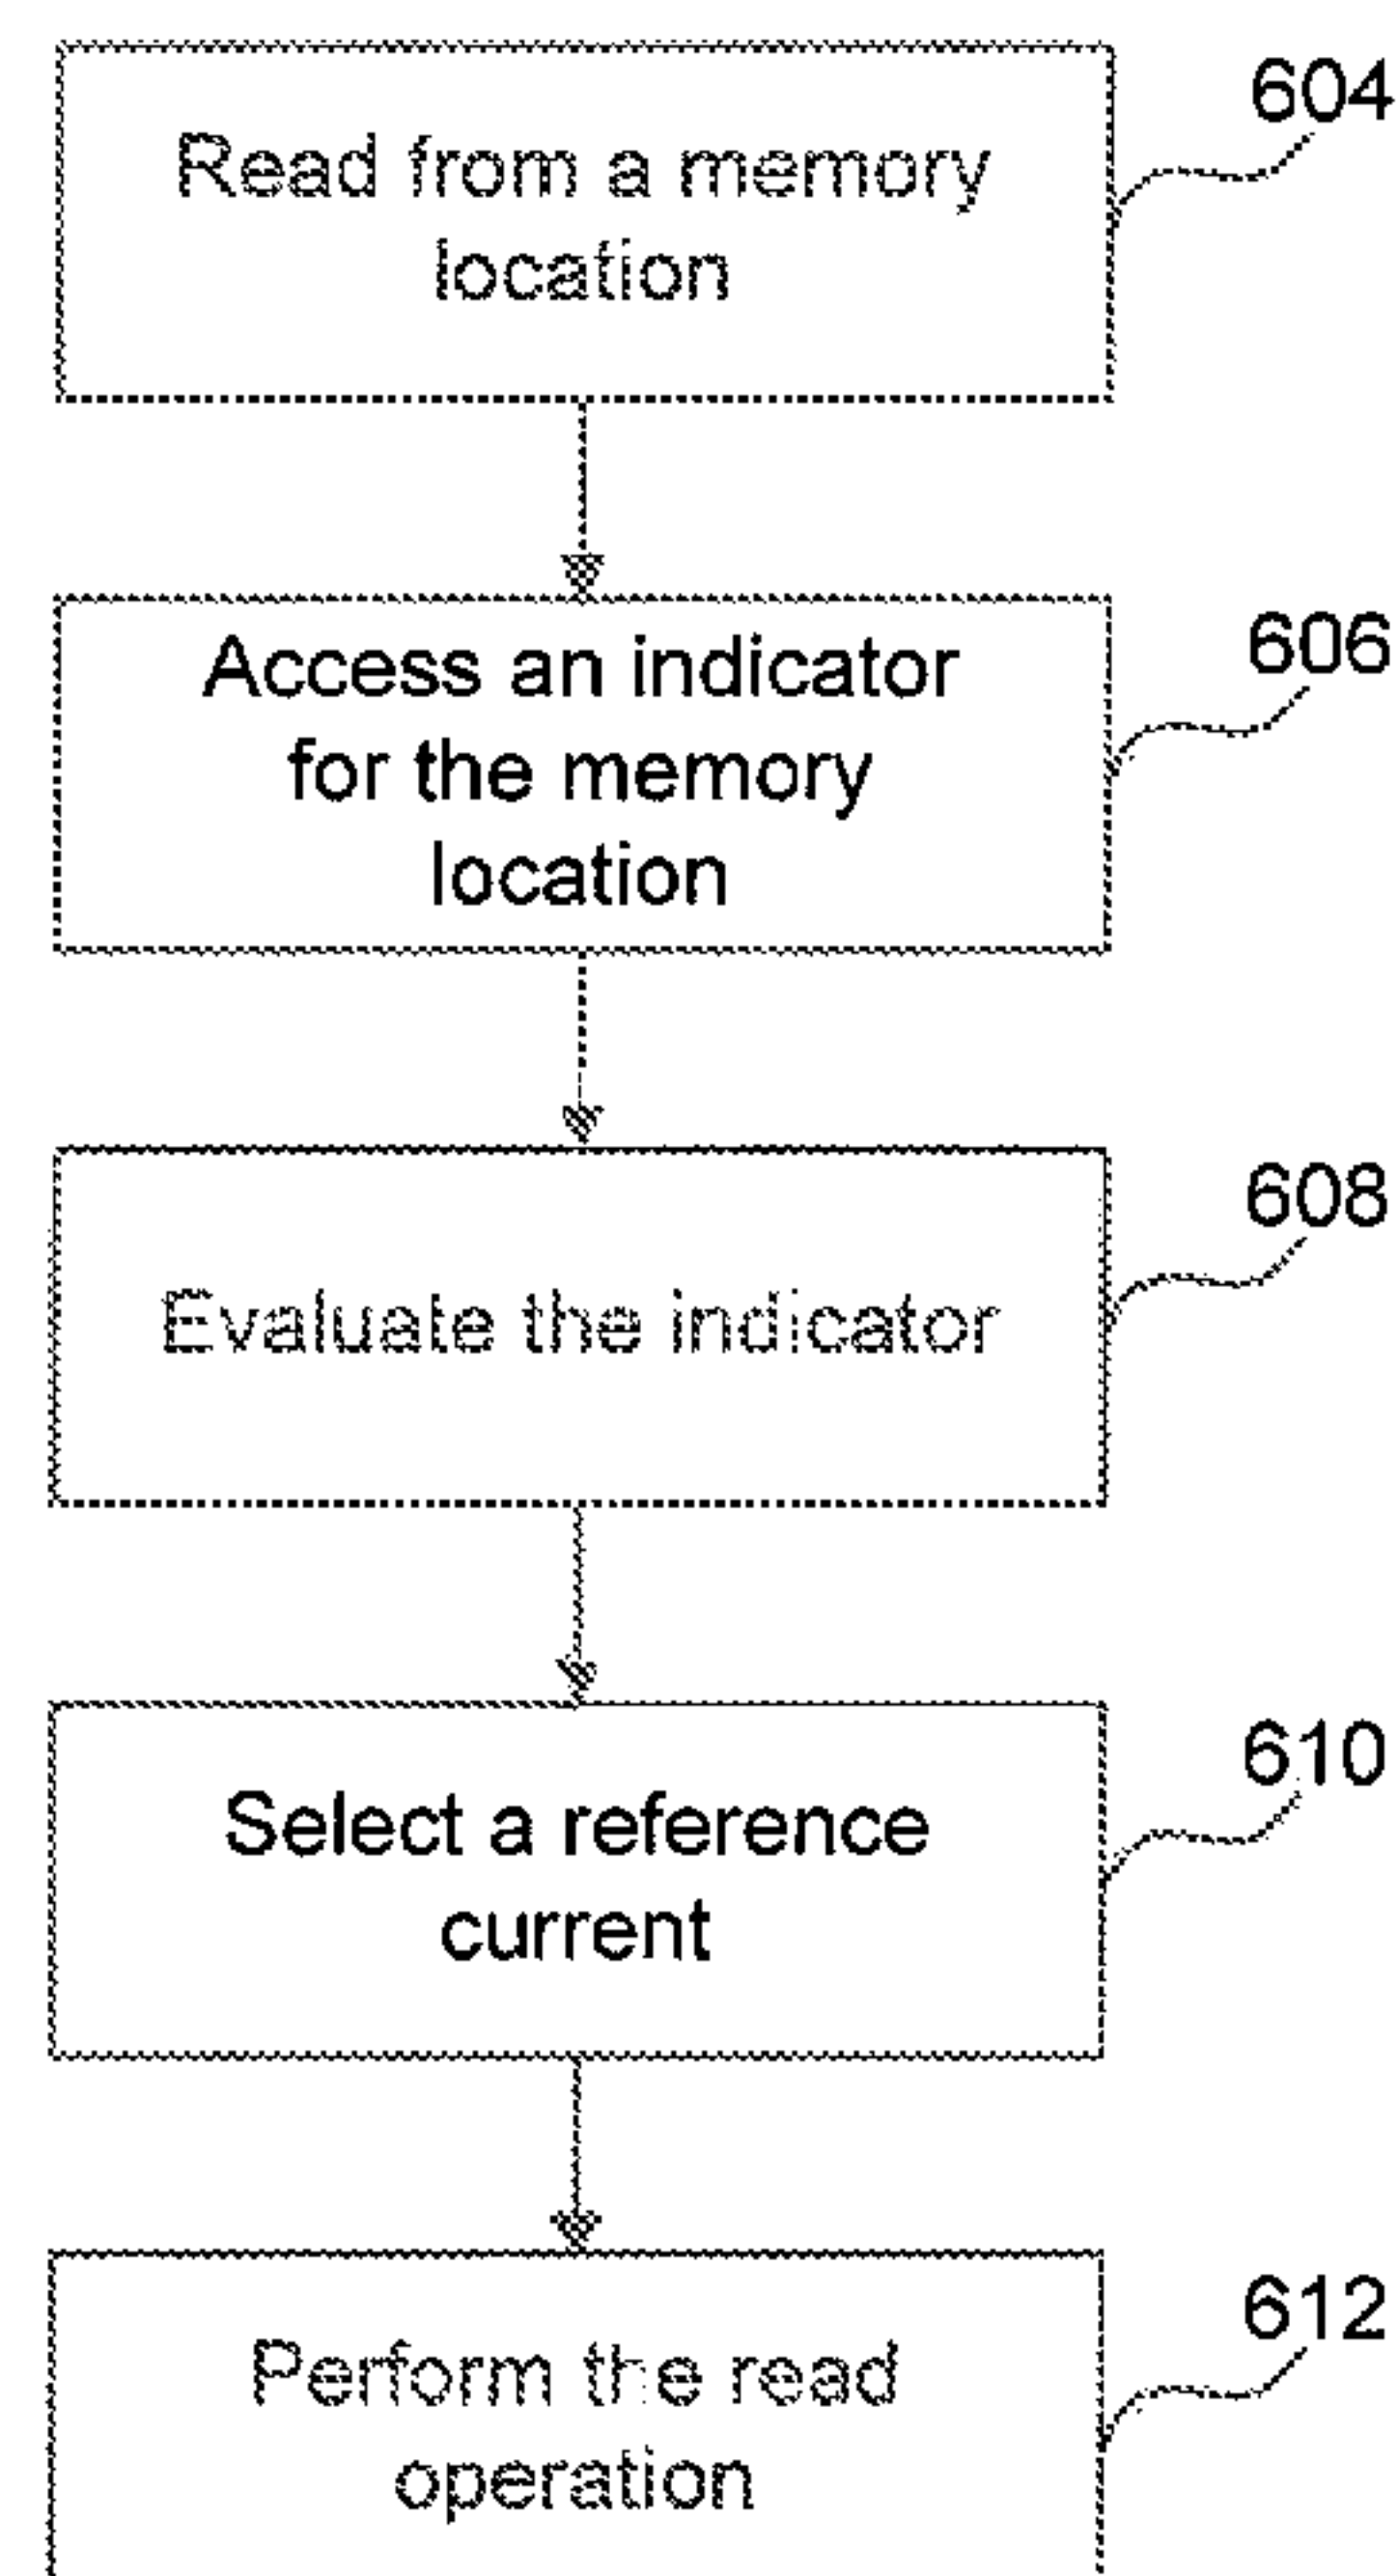 Read from a memory
location
604
Access an indicator
for the memory
location
606
Evaluate the indicator
608
Select a reference
current
610
Perform the read
operation
612